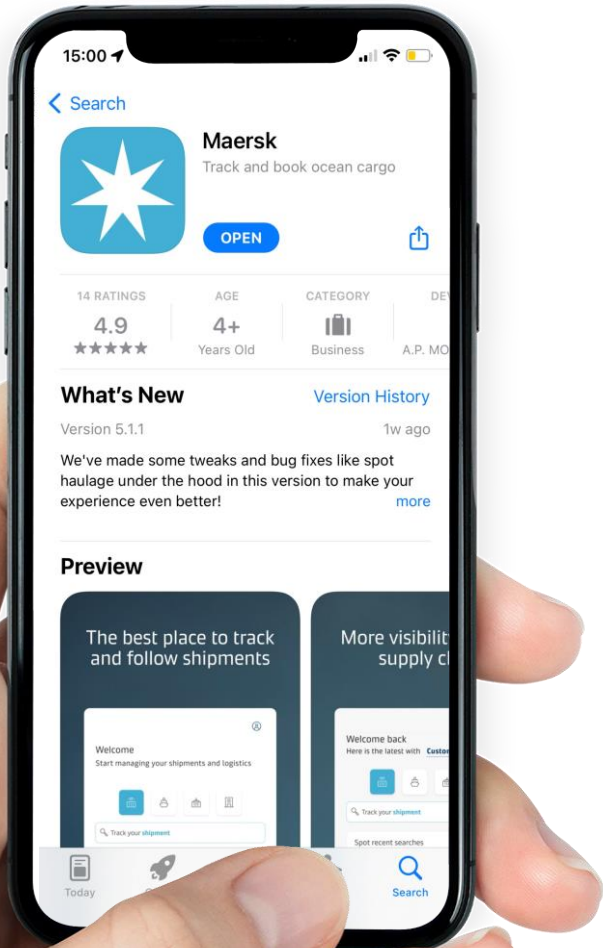 15:00
Search
Maersk
Track and book ocean cargo
OPEN
14 RATINGS
4.9
AGE
4+
Years Old
CATEGORY
Business
A.P. MO
What's New
Version History
Version 5.1.1
1w ago
We've made some tweaks and bug fixes like spot
haulage under the hood in this version to make your
experience even better!
more
Preview
The best place to track
and follow shipments
Welcome
Start managing your shipments and logistics
Track your shipment
More visibility
supply
Welcome back
Here is the latest with
Track your shipment
Spot recent searches
Today
Search